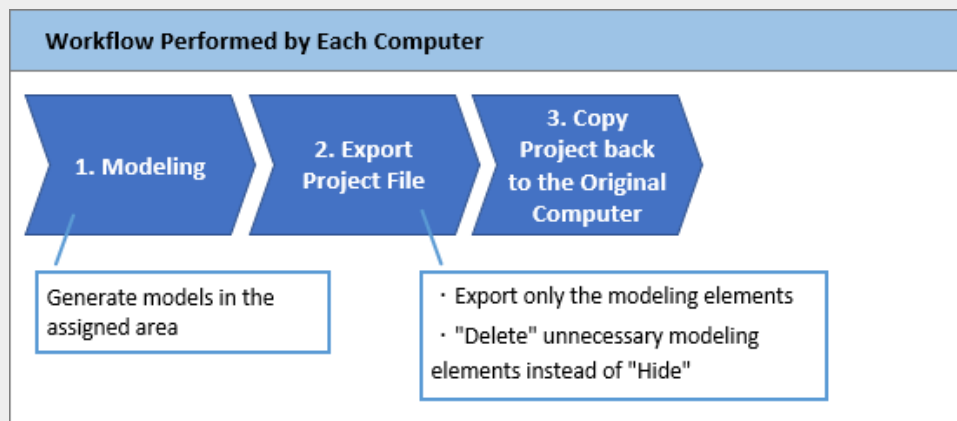 Workflow Performed by Each Computer
1. Modeling
2. Export
Project File
3. Copy
Project back
to the Original
Computer
Generate models in the
assigned area
・Export only the modeling elements
・"Delete" unnecessary modeling
elements instead of "Hide"